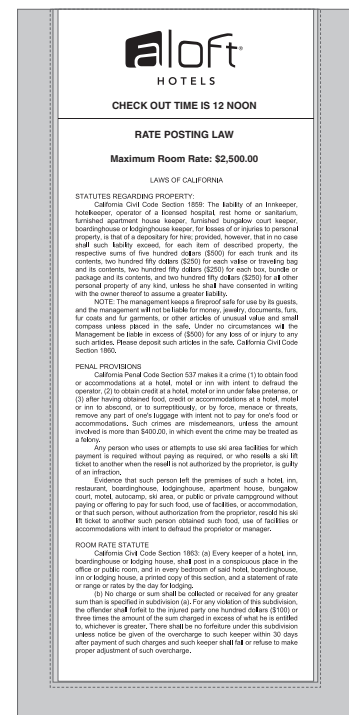 aloft
HOTELS
CHECK OUT TIME IS 12 NOON
RATE POSTING LAW
Maximum Room Rate: $2,500.00
LAWS OF CALIFORNIA
STATUTES REGARDING PROPERTY:
California Civil Code Section 1859: The liability of an Innkeeper,
hotelkeeper, operator of a licensed hospital, rest home or sanitarium,
furnished apartment house keeper, furnished bungalow court keeper,
boardinghouse or lodginghouse keeper, for losses of or injuries to personal
property, is that of a depositary for hire; provided, however, that in no case
shall such liability exceed, for each item of described property, the
respective sums of five hundred dollars ($500) for each trunk and its
contents, two hundred fifty dollars ($250) for each valise or traveling bag
and its contents, two hundred fifty dollars ($250) for each box, bundle or
package and its contents, and two hundred fifty dollars ($250) for all other
personal property of any kind, unless he shall have consented in writing
with the owner thereof to assume a greater liability.
NOTE: The management keeps a fireproof safe for use by its guests,
and the management will not be liable for money, jewelry, documents, furs,
fur coats and fur garments, or other articles of unusual value and small
compass unless placed in the safe, Under no circumstances will the
Management be liable in excess of ($500) for any loss of or injury to any
such articles. Please deposit such articles in the safe. California Civil Code
Section 1860.
PENAL PROVISIONS
California Penal Code Section 537 makes it a crime (1) to obtain food
or accommodations at a hotel, motel or inn with intent to defraud the
operator, (2) to obtain credit at a hotel, motel or inn under false pretense, or
(3) after having obtained food, credit or accommodations at a hotel, motel
or inn to abscond, or to surreptitiously, or by force, menace or threats,
remove any part of one's luggage with intent not to pay for one's food or
accommodations. Such crimes are misdemeanors, unless the amount
involved is more than $400.00, in which event the crime may be treated as
a felony.
Any person who uses or attempts to use ski area facilities for which
payment is required without paying as required, or who resells a ski lift
ticket to another when the resell is not authorized by the proprietor, is guilty
of an infraction.
Evidence that such person left the premises of such a hotel, inn,
restaurant, boardinghouse, lodginghouse, apartment house, bungalow
court, motel, autocamp, ski area, or public or private campground without
paying or offering to pay for such food, use of facilities, or accommodation,
or that such person, without authorization from the proprietor, resold his ski
lift ticket to another such person obtained such food, use of facilities or
accommodations with intent to defraud the proprietor or manager.
ROOM RATE STATUTE
California Civil Code Section 1863: (a) Every keeper of a hotel, inn,
boardinghouse or lodging house, shall post in a conspicuous place in the
office or public room, and in every bedroom of said hotel, boardinghouse,
inn or lodging house, a printed copy of this section, and a statement of rate
or range or rates by the day for lodging.
(b) No charge or sum shall be collected or received for any greater
sum than is specified in subdivision (a). For any violation of this subdivision,
the offender shall forfeit to the injured party one hundred dollars ($100) or
three times the amount of the sum charged in excess of what he is entitled
to, whichever is greater. There shall be no forfeiture under this subdivision
unless notice be given of the overcharge to such keeper within 30 days
after payment of such charges and such keeper shall fail or refuse to make
proper adjustment of such overcharge.